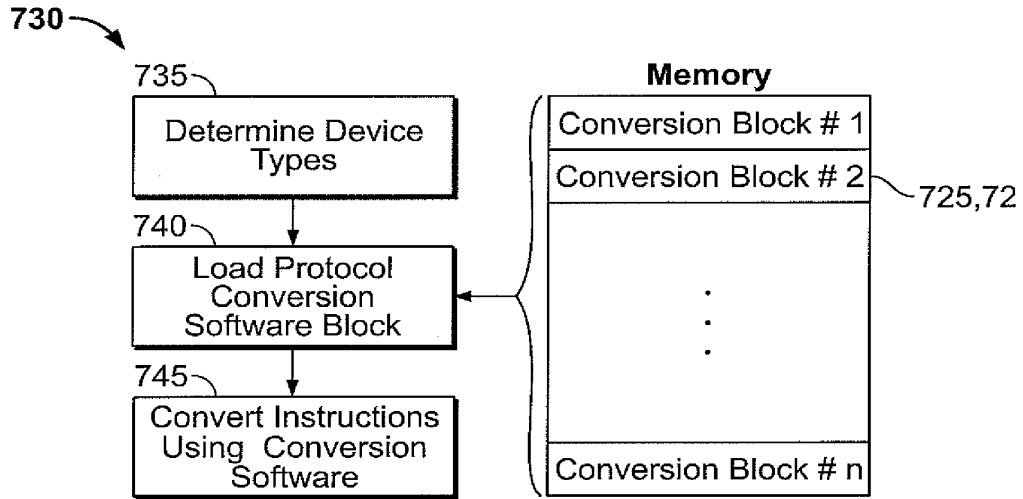 730
735
Determine Device
Types
740
Load Protocol
Conversion
Software Block
745
Convert Instructions
Using Conversion
Software
Memory
Conversion Block # 1
Conversion Block # 2
725,72
.
.
.
Conversion Block # n